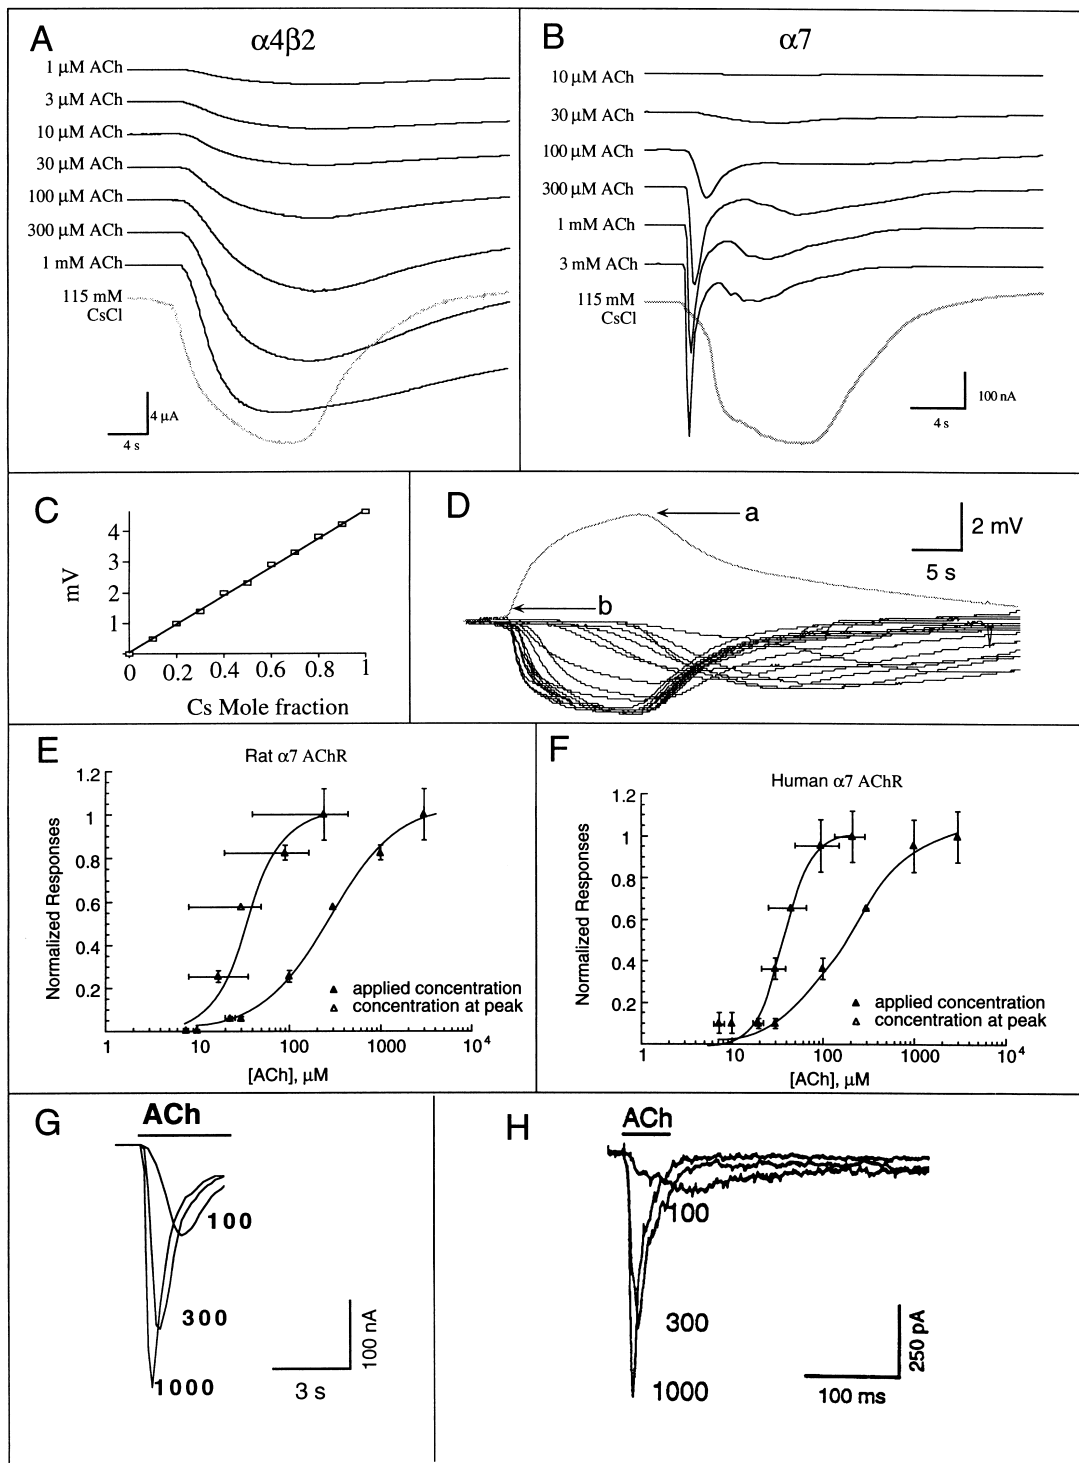 A
α4β2
1 μM ACh
3 μM ACh
10 μM ACh
30 μM ACh
100 μM ACh
300 μM ACh
1 mM ACh
115 mM
CsCl
4 μA
4 s
B
α7
10 μM ACh
30 μM ACh
100 μM ACh
300 μM ACh
1 mM ACh
3 mM ACh
115 mM
CsCl
100 nA
4 s
C
4
3
2
1
mV
0 0.2 0.4 0.6 0.8 1
Cs Mole fraction
D
a
b
2 mV
5 s
E
Rat α7 AChR
1.2
1
0.8
0.6
0.4
0.2
Normalized Responses
applied concentration
concentration at peak
1 10 100 1000 10⁴
[ACh], μM
F
Human α7 AChR
1.2
1
0.8
0.6
0.4
0.2
Normalized Responses
applied concentration
concentration at peak
1 10 100 1000 10⁴
[ACh], μM
G
ACh
100
300
1000
100 nA
3 s
H
ACh
100
300
1000
250 pA
100 ms